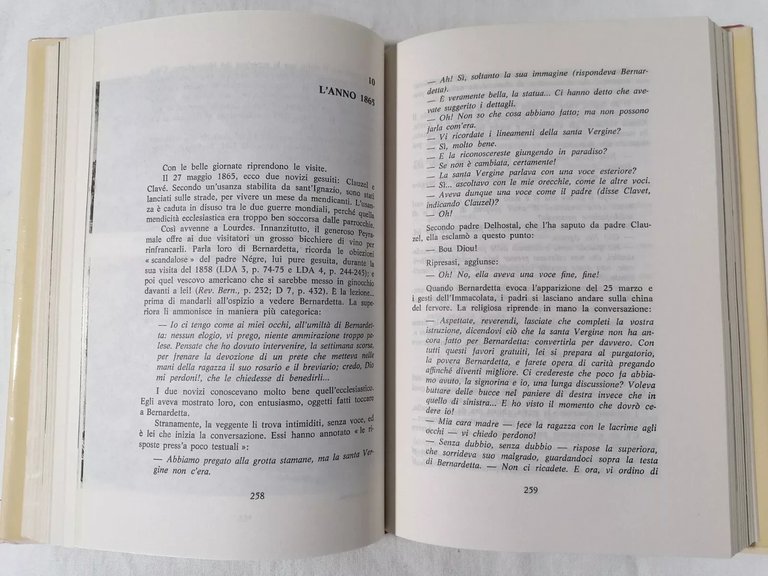 10
L'ANNO 1865
Con le belle giornate riprendono le visite.
Il 27 maggio 1865, ecco due novizi gesuiti: Clauzel e
Clavé. Secondo un'usanza stabilita da sant'Ignazio, sono stati
lanciati sulle strade, per vivere un mese da mendicanti. L'usan-
za è caduta in disuso tra le due guerre mondiali, perché quella
mendicità ecclesiastica era troppo ben soccorsa dalle parrocchie.
Così avvenne a Lourdes. Innanzitutto, il generoso Peyra-
male offre ai due visitatori un grosso bicchiere di vino per
rinfrancarli. Parla loro di Bernardetta, ricorda le obiezioni
«scandalose» del padre Nègre, lui pure gesuita, durante la
sua visita del 1858 (LDA 3, p. 74-75 e LDA 4, p. 244-245); e
poi quel vescovo americano che si sarebbe messo in ginocchio
davanti a lei! (Rev. Bern., p. 232; D 7, p. 432). E la lezione...
prima di mandarli all'ospizio a vedere Bernardetta. La supe-
riora li ammonisce in maniera più categorica:
— Io ci tengo come ai miei occhi, all'umiltà di Bernardet-
ta: nessun elogio, vi prego, niente ammirazione troppo pa-
lese. Pensate che ho dovuto intervenire, la settimana scorsa,
per frenare la devozione di un prete che metteva nelle
mani della ragazza il suo rosario e il breviario; credo, Dio
mi perdoni!, che le chiedesse di benedirli...
I due novizi conoscevano molto bene quell'ecclesiastico.
Egli aveva mostrato loro, con entusiasmo, oggetti fatti toccare
a Bernardetta.
Stranamente, la veggente li trova intimiditi, senza voce, ed
è lei che inizia la conversazione. Essi hanno annotato «le ri-
sposte press'a poco testuali»:
— Abbiamo pregato alla grotta stamane, ma la santa Ver-
gine non c'era.
258
— Ah! Sì, soltanto la sua immagine (rispondeva Bernar-
detta).
— È veramente bella, la statua... Ci hanno detto che ave-
vate suggerito i dettagli.
— Oh! Non so che cosa abbiano fatto; ma non possono
farla com'era.
— Vi ricordate i lineamenti della santa Vergine?
— Sì, molto bene.
— E la riconoscereste giungendo in paradiso?
— Se non è cambiata, certamente!
— La santa Vergine parlava con una voce esteriore?
— Sì... ascoltavo con le mie orecchie, come le altre voci.
— Aveva dunque una voce come il padre (disse Clavet,
indicando Clauzel)?
— Oh!
Secondo padre Delhostal, che l'ha saputo da padre Clau-
zel, ella esclamò a questo punto:
— Bou Diou!
Ripresasi, aggiunse:
— Oh! No, ella aveva una voce fine, fine!
Quando Bernardetta evoca l'apparizione del 25 marzo e
i gesti dell'Immacolata, i padri si lasciano andare sulla china
del fervore. La religiosa riprende in mano la conversazione:
— Aspettate, reverendi, lasciate che completi la vostra
istruzione, dicendovi ciò che la santa Vergine non ha an-
cora fatto per Bernardetta: convertirla per davvero. Con
tutti questi favori gratuiti, lei si prepara al purgatorio,
la povera Bernardetta, e farete opera di carità pregando
affinché diventi migliore. Ci credereste che poco fa abbia-
mo avuto, la signorina e io, una lunga discussione? Voleva
buttare delle bucce nel paniere di destra invece che in
quello di sinistra... E ho visto il momento che dovrò ce-
dere io!
— Mia cara madre — fece la ragazza con le lacrime agli
occhi — vi chiedo perdono!
— Senza dubbio, senza dubbio — rispose la superiora,
che sorrideva suo malgrado, guardandoci sopra la testa
di Bernardetta. — Non ci ricadete. E ora, vi ordino di
259